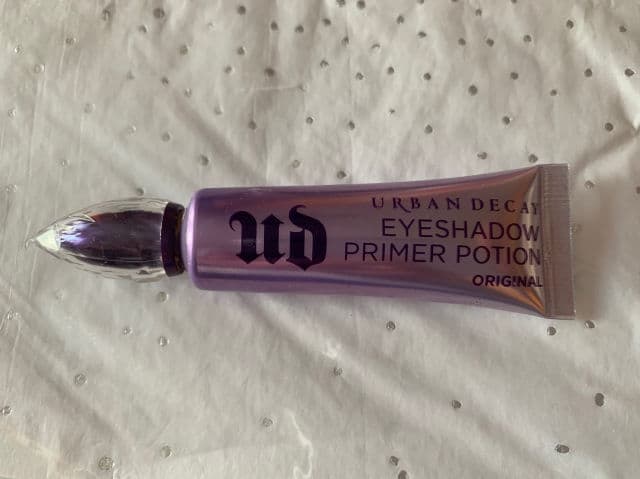 ud
URBAN DECAY
EYESHADOW
PRIMER POTION
ORIGINAL